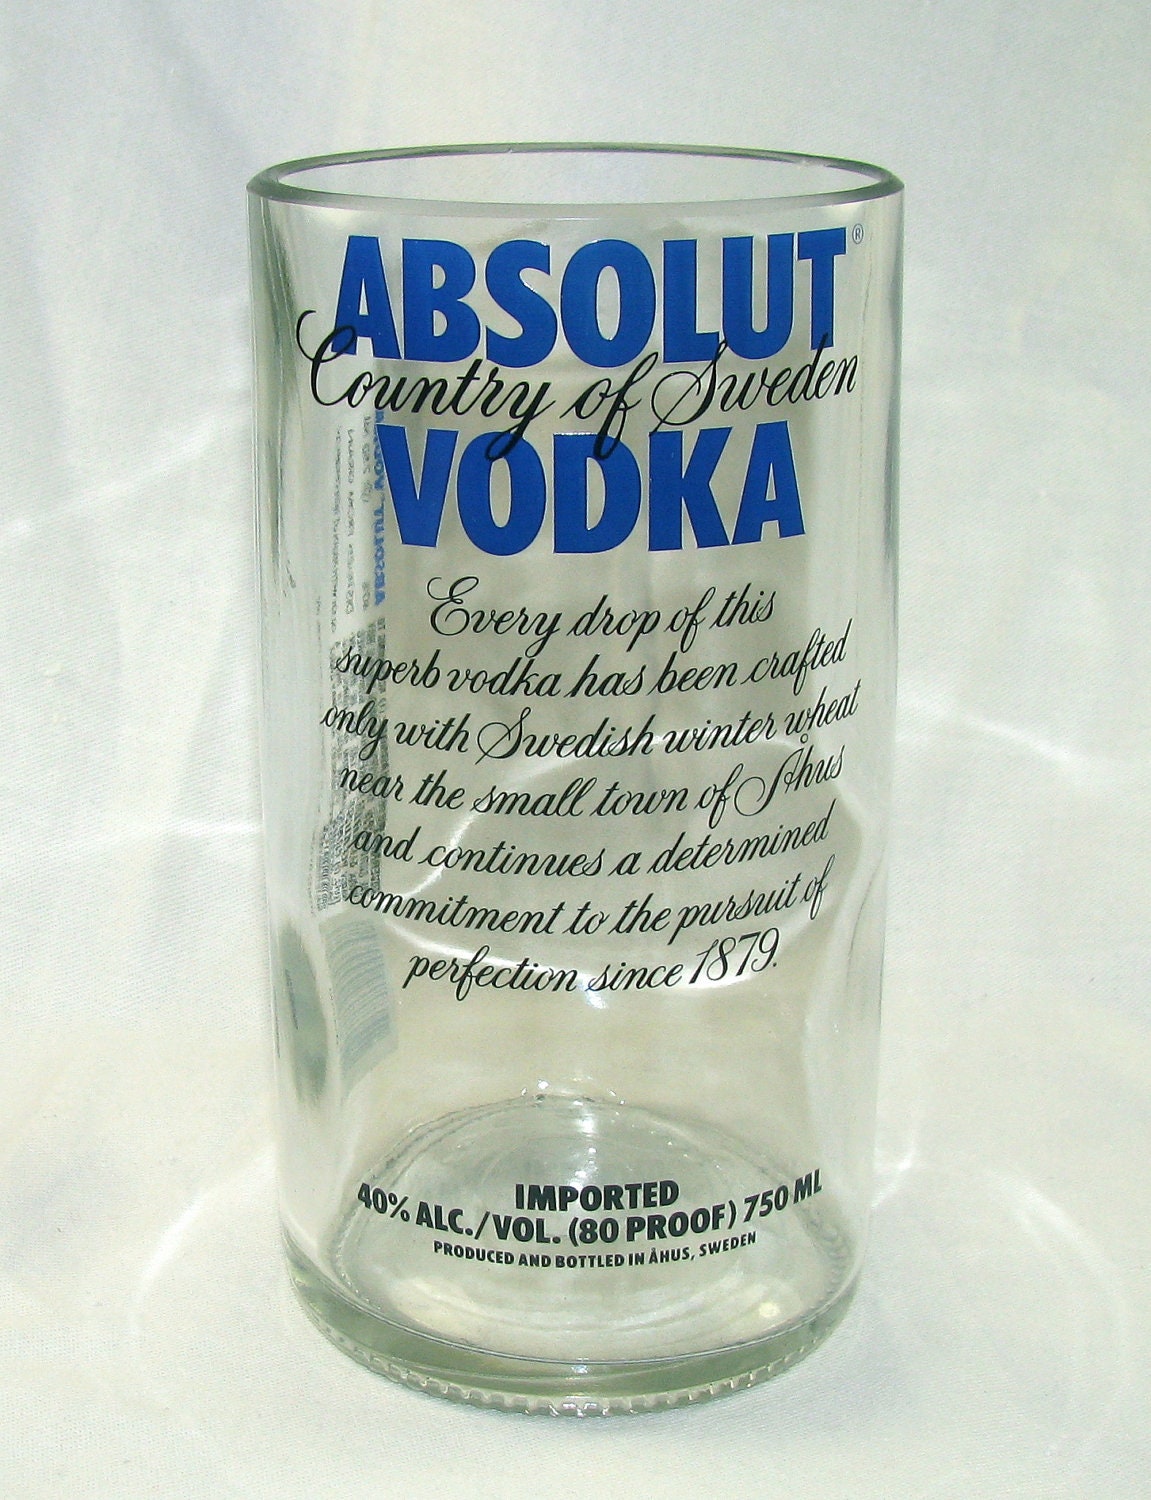 ABSOLUT®
Country of Sweden
VODKA
Every drop of this
superb vodka has been crafted
only with Swedish winter wheat
near the small town of Åhus
and continues a determined
commitment to the pursuit of
perfection since 1879.
IMPORTED
40% ALC./VOL. (80 PROOF) 750 ML
PRODUCED AND BOTTLED IN ÅHUS, SWEDEN